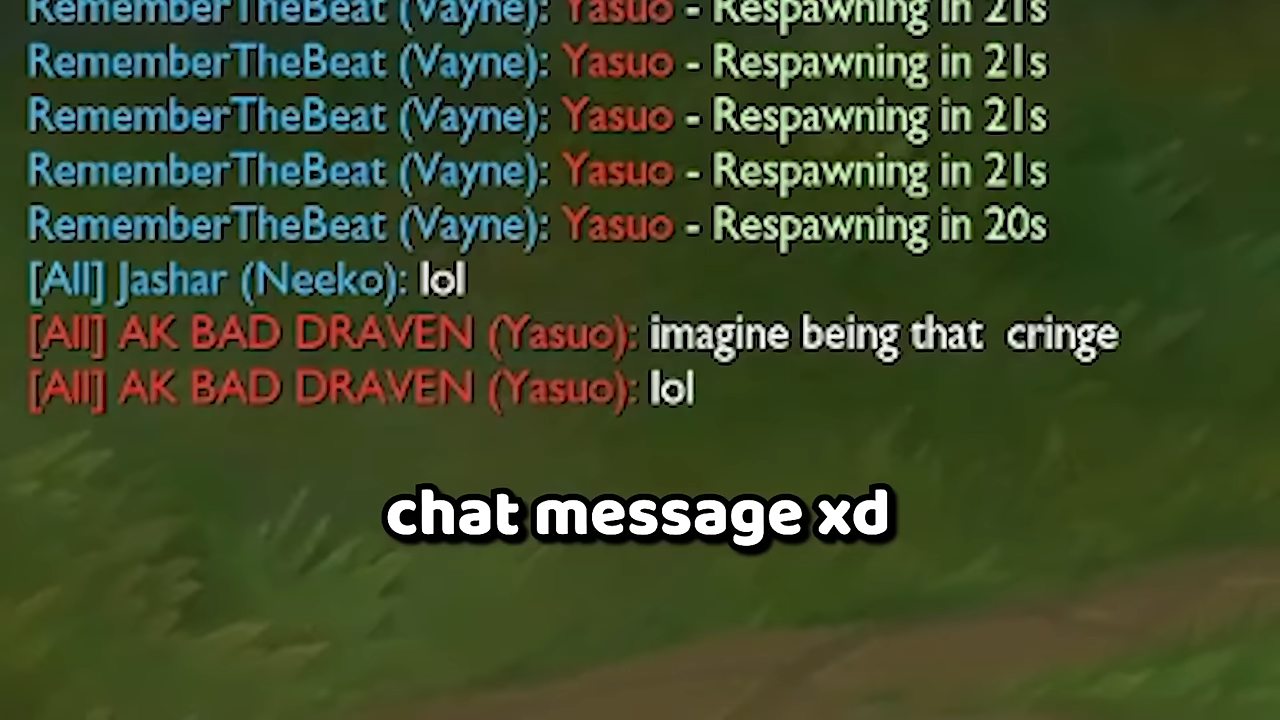 RememberTheBeat (Vayne): Yasuo - Respawning in 21s
RememberTheBeat (Vayne): Yasuo - Respawning in 21s
RememberTheBeat (Vayne): Yasuo - Respawning in 21s
RememberTheBeat (Vayne): Yasuo - Respawning in 21s
RememberTheBeat (Vayne): Yasuo - Respawning in 20s
[All] Jashar (Neeko): lol
[All] AK BAD DRAVEN (Yasuo): imagine being that  cringe
[All] AK BAD DRAVEN (Yasuo): lol
chat message xd